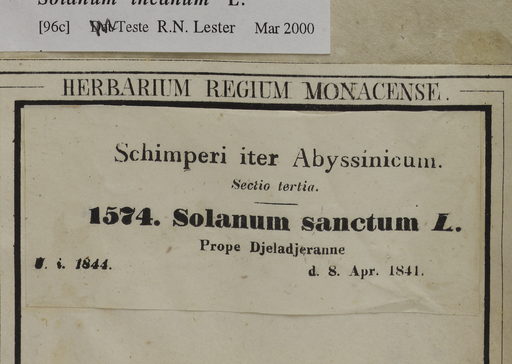 Solanum incanum L.
[96c] Teste R.N. Lester Mar 2000
HERBARIUM REGIUM MONACENSE.
Schimperi iter Abyssinicum.
Sectio tertia.
1574. Solanum sanctum L.
Prope Djeladjeranne
U. i. 1844.
d. 8. Apr. 1841.